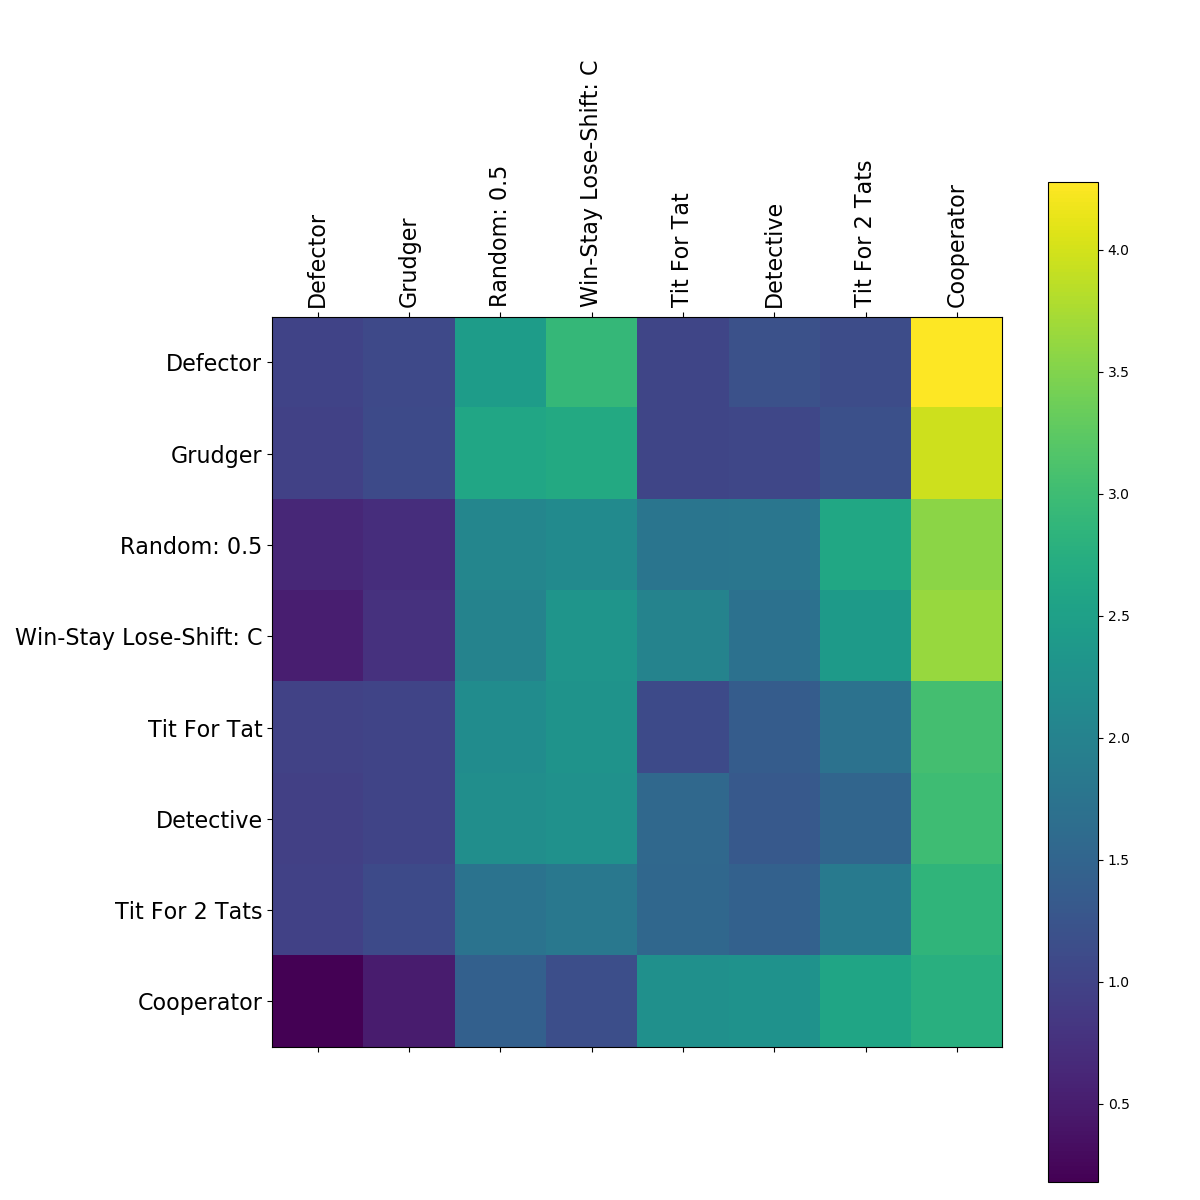 Defector
Grudger
Random: 0.5
Win-Stay Lose-Shift: C
Tit For Tat
Detective
Tit For 2 Tats
Cooperator
Defector
Grudger
Random: 0.5
Win-Stay Lose-Shift: C
Tit For Tat
Detective
Tit For 2 Tats
Cooperator
4.0
3.5
3.0
2.5
2.0
1.5
1.0
0.5